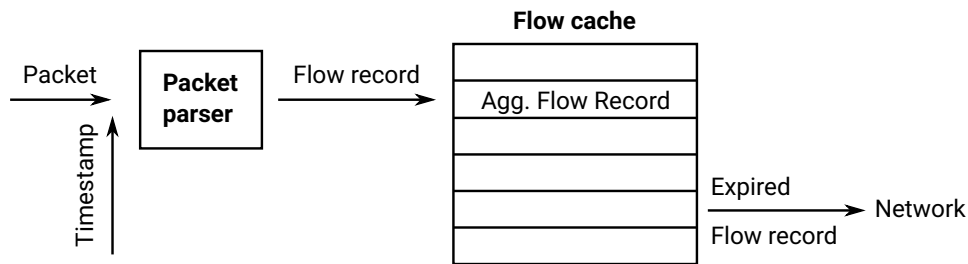 Flow cache
Packet
Packet
parser
Flow record
Agg. Flow Record
Timestamp
Expired
Flow record
Network